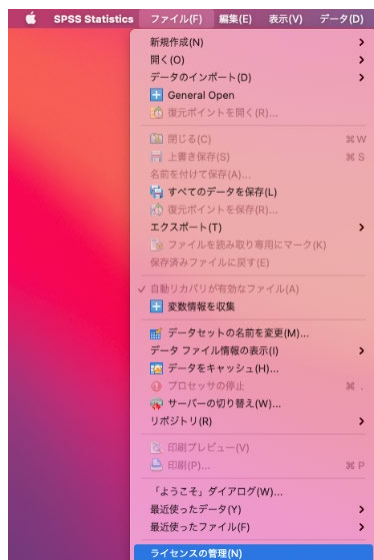 SPSS Statistics ファイル(F) 編集(E) 表示(V) データ(D)
新規作成(N)
開く(O)
データのインポート(D)
General Open
復元ポイントを開く(R)...
閉じる(C) ⌘ W
上書き保存(S) ⌘ S
名前を付けて保存(A)...
すべてのデータを保存(L)
復元ポイントを保存(R)...
エクスポート(T)
ファイルを読み取り専用にマーク(K)
保存済みファイルに戻す(E)
✓ 自動リカバリが有効なファイル(A)
変数情報を収集
データセットの名前を変更(M)...
データ ファイル情報の表示(I)
データをキャッシュ(H)...
プロセッサの停止 ⌘ .
サーバーの切り替え(W)...
リポジトリ(R)
印刷プレビュー(V)
印刷(P)... ⌘ P
「ようこそ」ダイアログ(W)...
最近使ったデータ(Y)
最近使ったファイル(F)
ライセンスの管理(N)